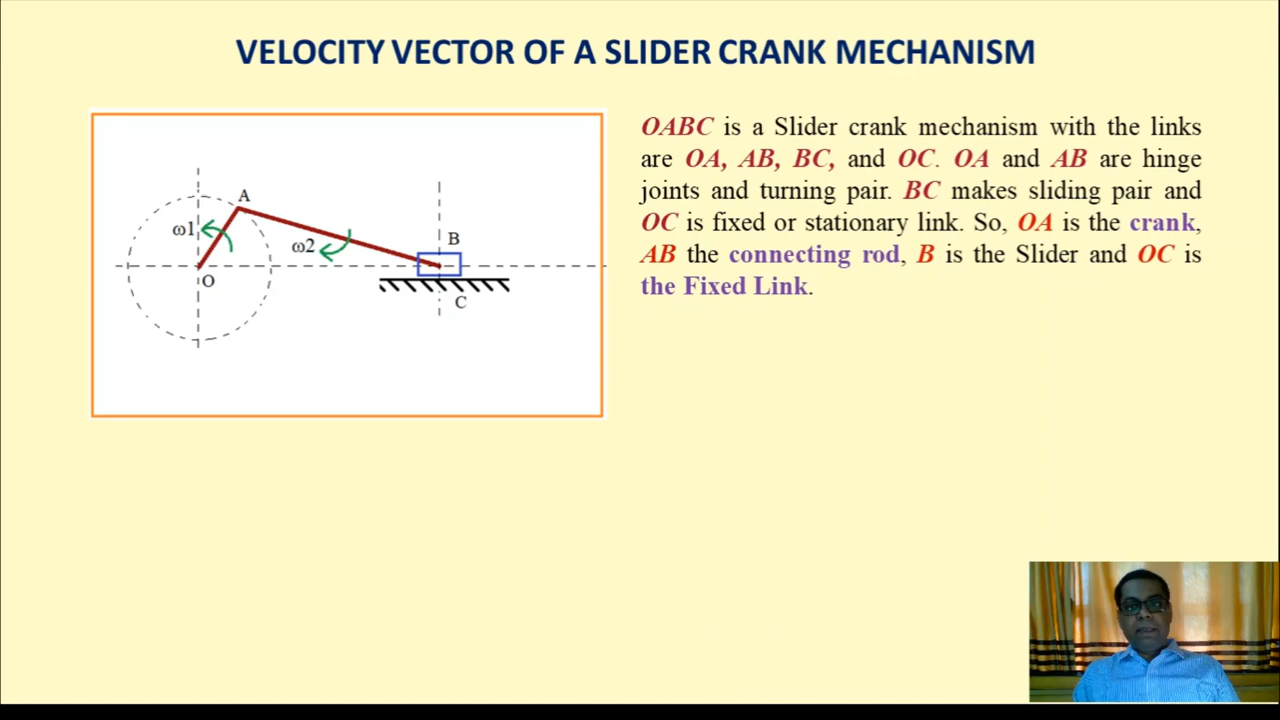 VELOCITY VECTOR OF A SLIDER CRANK MECHANISM
A
ω1
ω2
B
O
C
OABC is a Slider crank mechanism with the links
are OA, AB, BC, and OC. OA and AB are hinge
joints and turning pair. BC makes sliding pair and
OC is fixed or stationary link. So, OA is the crank,
AB the connecting rod, B is the Slider and OC is
the Fixed Link.